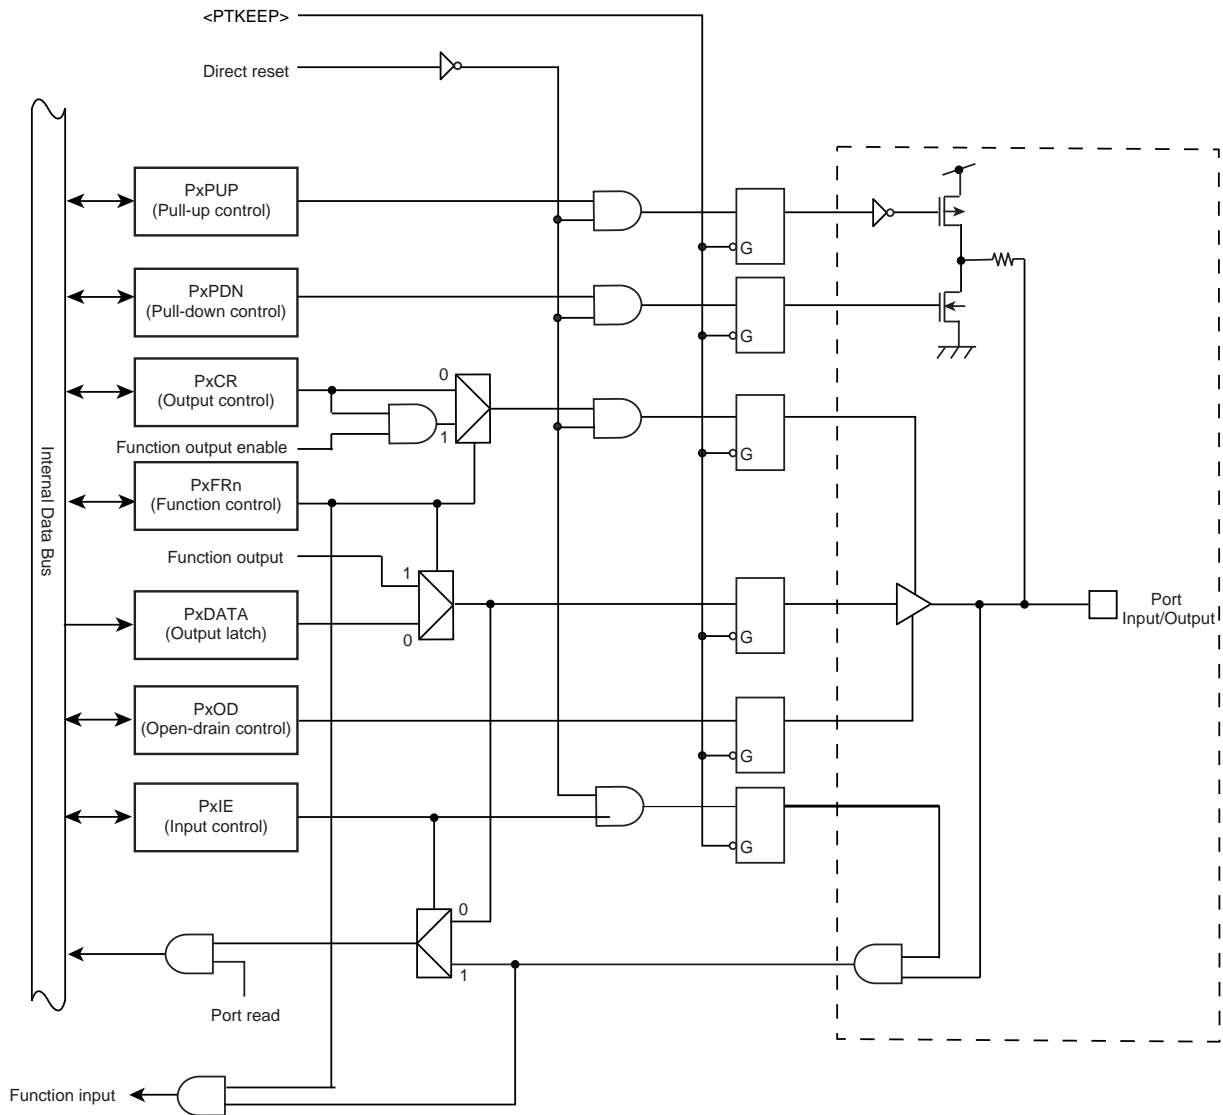 <PTKEEP>
Direct reset
PxPUP
(Pull-up control)
G
PxPDN
(Pull-down control)
G
PxCR
(Output control)
0
1
Function output enable
G
Internal Data Bus
PxFRn
(Function control)
Function output
1
0
PxDATA
(Output latch)
G
Port
Input/Output
PxOD
(Open-drain control)
G
PxIE
(Input control)
G
0
1
Port read
Function input